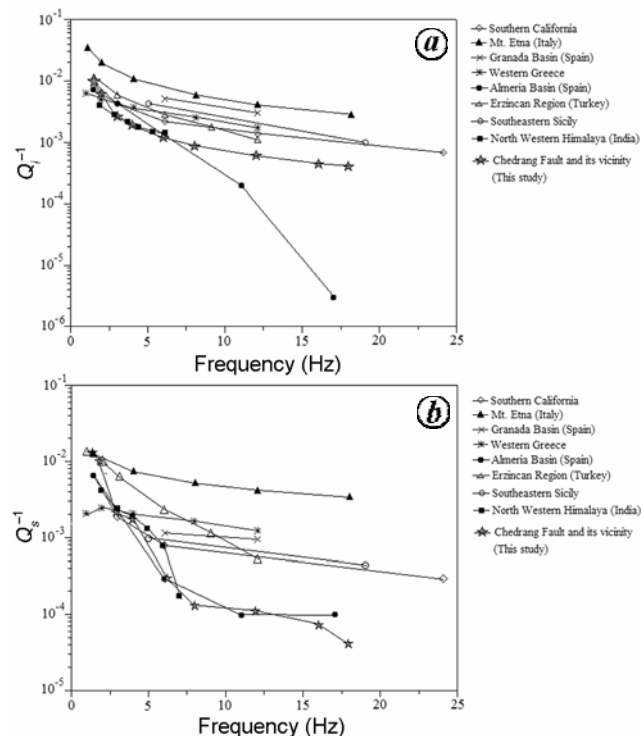 a
10⁻¹
10⁻²
10⁻³
10⁻⁴
10⁻⁵
10⁻⁶
Qᵢ⁻¹
0 5 10 15 20 25
Frequency (Hz)
Southern California
Mt. Etna (Italy)
Granada Basin (Spain)
Western Greece
Almeria Basin (Spain)
Erzincan Region (Turkey)
Southeastern Sicily
North Western Himalaya (India)
Chedrang Fault and its vicinity
(This study)
b
10⁻¹
10⁻²
10⁻³
10⁻⁴
10⁻⁵
Qₛ⁻¹
0 5 10 15 20 25
Frequency (Hz)
Southern California
Mt. Etna (Italy)
Granada Basin (Spain)
Western Greece
Almeria Basin (Spain)
Erzincan Region (Turkey)
Southeastern Sicily
North Western Himalaya (India)
Chedrang Fault and its vicinity
(This study)